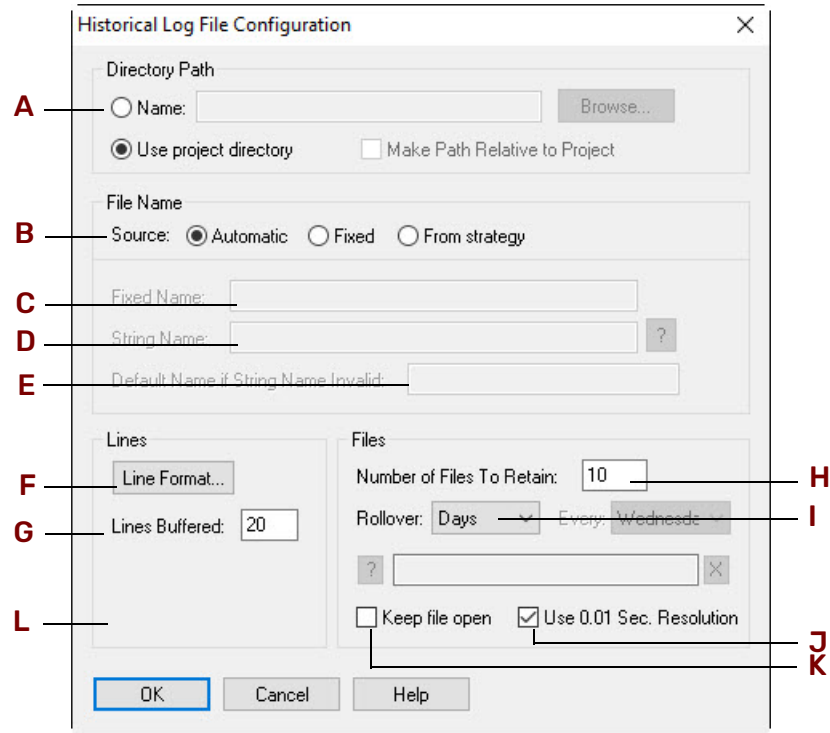 Historical Log File Configuration
Directory Path
A Name: Browse...
Use project directory Make Path Relative to Project
File Name
B Source: Automatic Fixed From strategy
C Fixed Name:
D String Name: ?
E Default Name if String Name Invalid:
Lines
F Line Format...
G Lines Buffered: 20
L
Files
Number of Files To Retain: 10 H
Rollover: Days Every: Wednesda I
? X
Keep file open Use 0.01 Sec. Resolution
J
K
OK Cancel Help